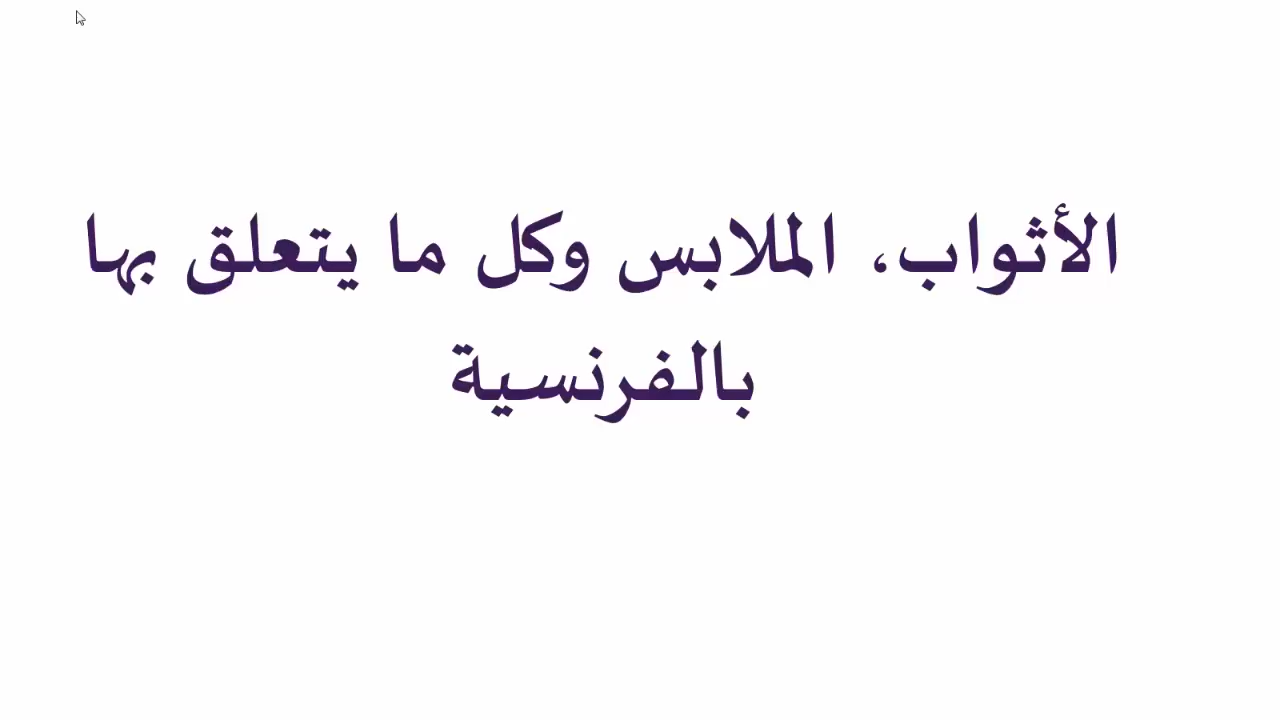 الأثواب، الملابس وكل ما يتعلق بها
بالفرنسية